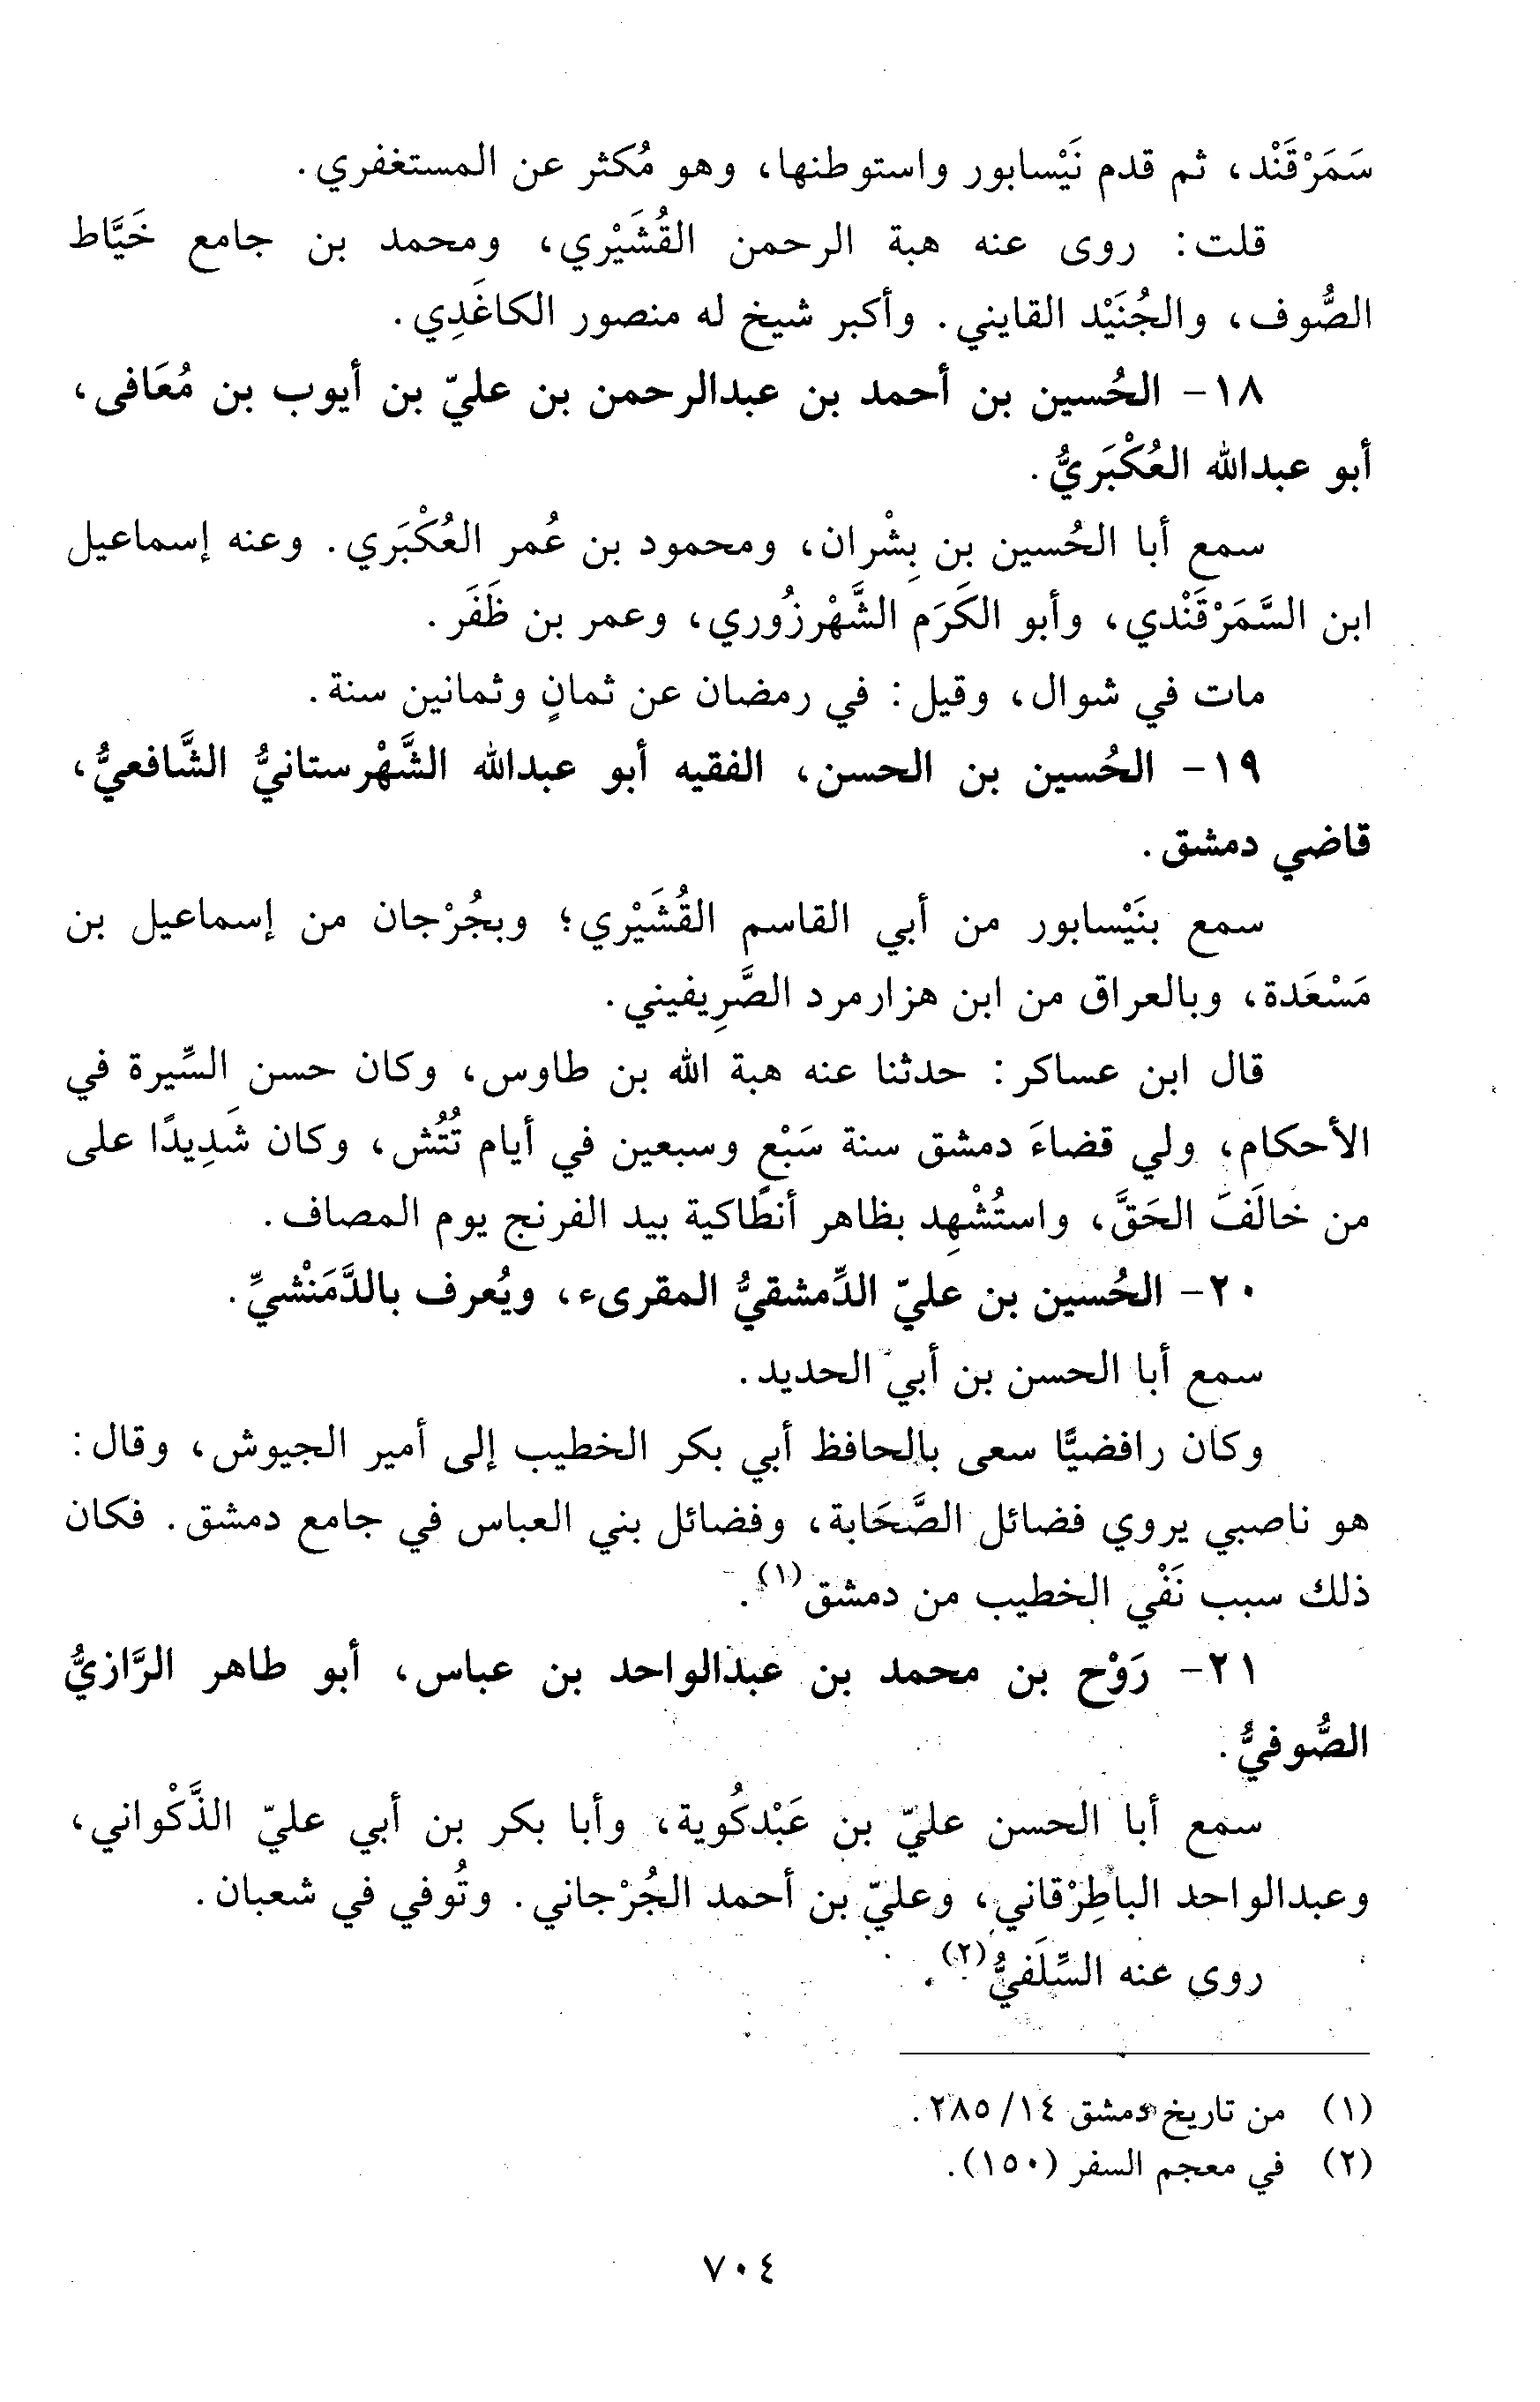 سَمَرْقَنْد، ثم قدم نَيْسابور واستوطنها، وهو مُكثر عن المستغفري.
قلت: روى عنه هبة الرحمن القُشَيْري، ومحمد بن جامع خَيَّاط
الصُّوف، والجُنَيْد القايني. وأكبر شيخ له منصور الكاغَدِي.
١٨- الحُسين بن أحمد بن عبدالرحمن بن عليّ بن أيوب بن مُعَافى،
أبو عبدالله العُكْبَريُّ.
سمع أبا الحُسين بن بِشْران، ومحمود بن عُمر العُكْبَري. وعنه إسماعيل
ابن السَّمَرْقَنْدي، وأبو الكَرَم الشَّهْرزُوري، وعمر بن ظَفَر.
مات في شوال، وقيل: في رمضان عن ثمانٍ وثمانين سنة.
١٩- الحُسين بن الحسن، الفقيه أبو عبدالله الشَّهْرستانيُّ الشَّافعيُّ،
قاضي دمشق.
سمع بنَيْسابور من أبي القاسم القُشَيْري؛ وبجُرْجان من إسماعيل بن
مَسْعَدة، وبالعراق من ابن هزارمرد الصَّرِيفيني.
قال ابن عساكر: حدثنا عنه هبة الله بن طاوس، وكان حسن السِّيرة في
الأحكام، ولي قضاءَ دمشق سنة سَبْعٍ وسبعين في أيام تُتُش، وكان شَدِيدًا على
من خالَفَ الحَقَّ، واستُشْهِد بظاهر أنطاكية بيد الفرنج يوم المصاف.
٢٠- الحُسين بن عليّ الدِّمشقيُّ المقرىء، ويُعرف بالدَّمَنْشيِّ.
سمع أبا الحسن بن أبي الحديد.
وكان رافضيًّا سعى بالحافظ أبي بكر الخطيب إلى أمير الجيوش، وقال:
هو ناصبي يروي فضائل الصَّحَابة، وفضائل بني العباس في جامع دمشق. فكان
ذلك سبب نَفْي الخطيب من دمشق(١).
٢١- رَوْح بن محمد بن عبدالواحد بن عباس، أبو طاهر الرَّازيُّ
الصُّوفيُّ.
سمع أبا الحسن عليّ بن عَبْدكُوية، وأبا بكر بن أبي عليّ الذَّكْواني،
وعبدالواحد الباطِرْقاني، وعليّ بن أحمد الجُرْجاني. وتُوفي في شعبان.
روى عنه السِّلَفيُّ(٢).
(١) من تاريخ دمشق ١٤/ ٢٨٥.
(٢) في معجم السفر (١٥٠).
٧٠٤